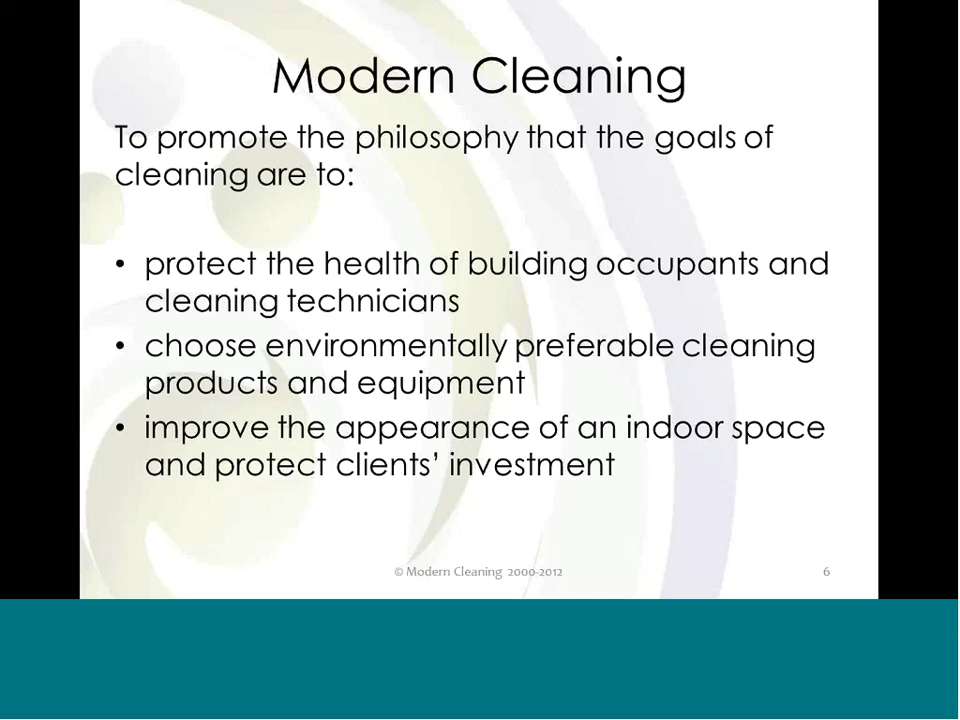 Modern Cleaning
To promote the philosophy that the goals of
cleaning are to:
• protect the health of building occupants and
cleaning technicians
• choose environmentally preferable cleaning
products and equipment
• improve the appearance of an indoor space
and protect clients’ investment
© Modern Cleaning 2000-2012
6